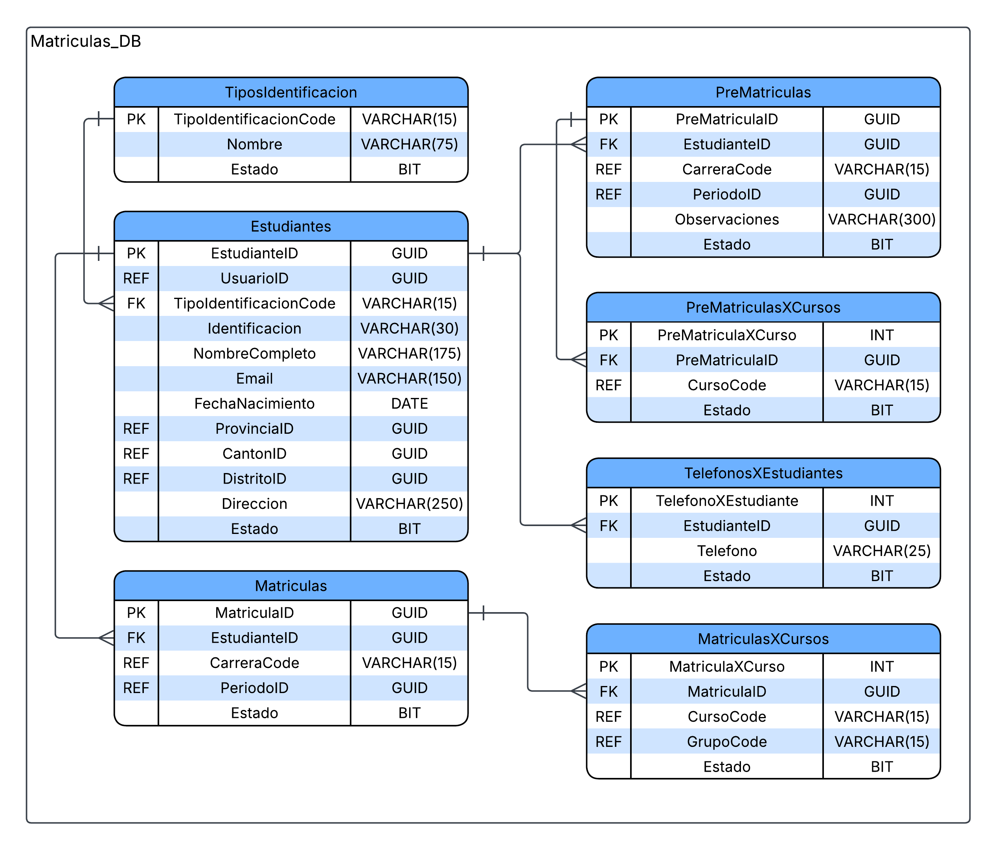 Matriculas_DB
TiposIdentificacion
PK TipoIdentificacionCode VARCHAR(15)
Nombre VARCHAR(75)
Estado BIT
Estudiantes
PK EstudianteID GUID
REF UsuarioID GUID
FK TipoIdentificacionCode VARCHAR(15)
Identificacion VARCHAR(30)
NombreCompleto VARCHAR(175)
Email VARCHAR(150)
FechaNacimiento DATE
REF ProvinciaID GUID
REF CantonID GUID
REF DistritoID GUID
Direccion VARCHAR(250)
Estado BIT
Matriculas
PK MatriculaID GUID
FK EstudianteID GUID
REF CarreraCode VARCHAR(15)
REF PeriodoID GUID
Estado BIT
PreMatriculas
PK PreMatriculaID GUID
FK EstudianteID GUID
REF CarreraCode VARCHAR(15)
REF PeriodoID GUID
Observaciones VARCHAR(300)
Estado BIT
PreMatriculasXCursos
PK PreMatriculaXCurso INT
FK PreMatriculaID GUID
REF CursoCode VARCHAR(15)
Estado BIT
TelefonosXEstudiantes
PK TelefonoXEstudiante INT
FK EstudianteID GUID
Telefono VARCHAR(25)
Estado BIT
MatriculasXCursos
PK MatriculaXCurso INT
FK MatriculaID GUID
REF CursoCode VARCHAR(15)
REF GrupoCode VARCHAR(15)
Estado BIT